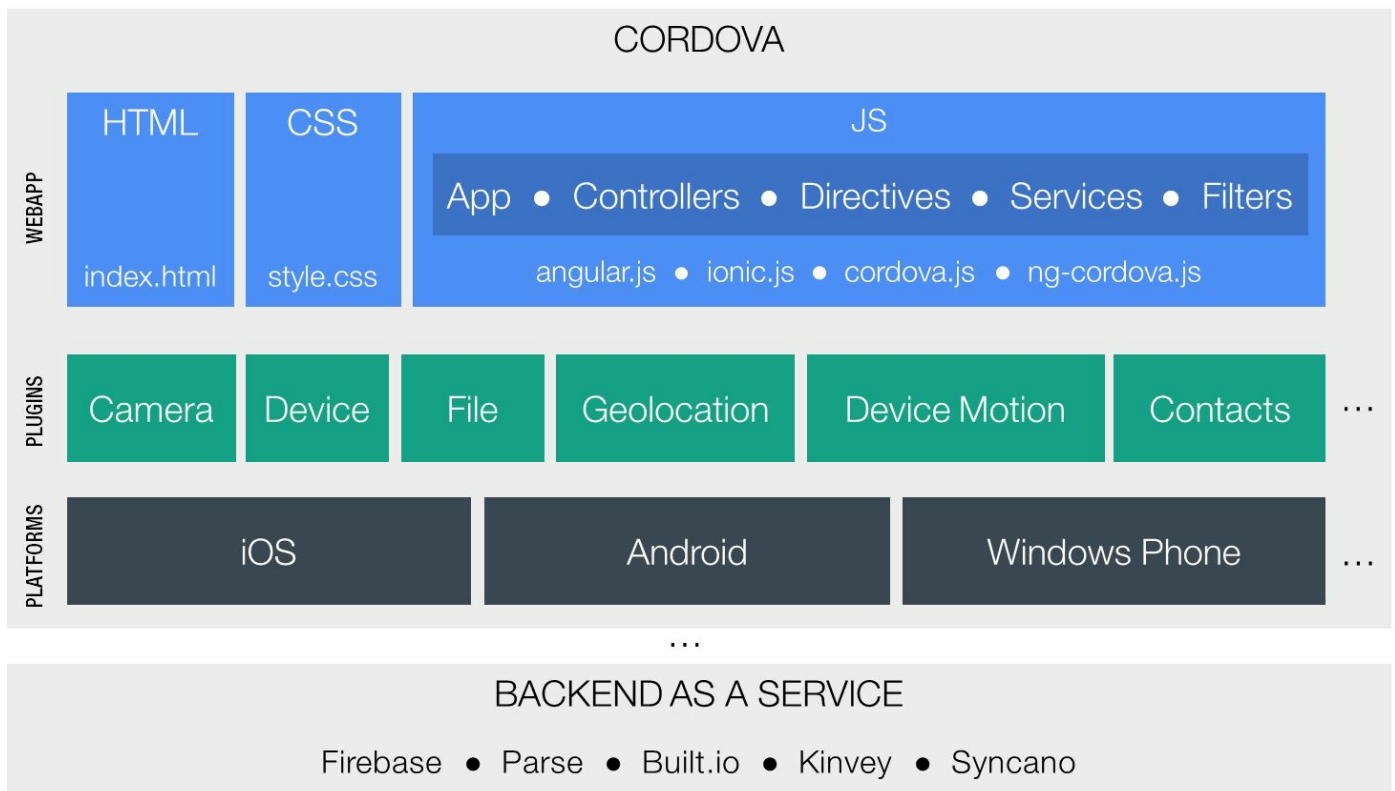 CORDOVA
WEBAPP
HTML
index.html
CSS
style.css
JS
App ● Controllers ● Directives ● Services ● Filters
angular.js ● ionic.js ● cordova.js ● ng-cordova.js
PLUGINS
Camera
Device
File
Geolocation
Device Motion
Contacts
...
PLATFORMS
iOS
Android
Windows Phone
...
...
BACKEND AS A SERVICE
Firebase ● Parse ● Built.io ● Kinvey ● Syncano